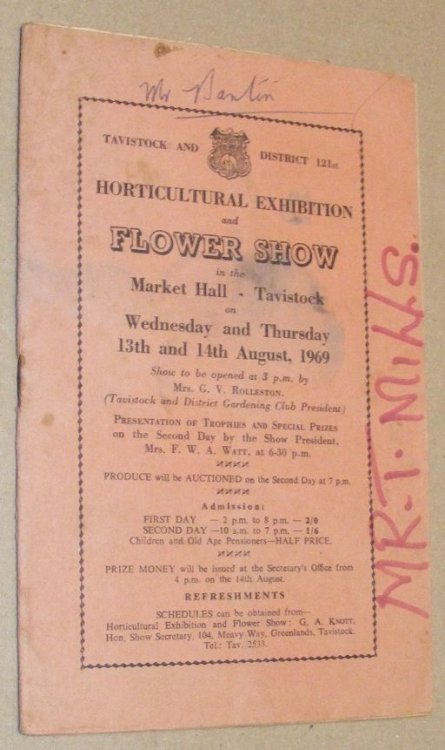 Mr Bantin
TAVISTOCK AND DISTRICT 121st
HORTICULTURAL EXHIBITION
and
FLOWER SHOW
in the
Market Hall - Tavistock
on
Wednesday and Thursday
13th and 14th August, 1969
Show to be opened at 3 p.m. by
Mrs. G. V. ROLLESTON.
(Tavistock and District Gardening Club President)
PRESENTATION OF TROPHIES AND SPECIAL PRIZES
on the Second Day by the Show President,
Mrs. F. W. A. WATT, at 6-30 p.m.
PRODUCE will be AUCTIONED on the Second Day at 7 p.m.
Admission:
FIRST DAY — 2 p.m. to 8 p.m. — 2/0
SECOND DAY —10 a.m. to 7 p.m. — 1/6
Children and Old Age Pensioners—HALF PRICE.
PRIZE MONEY will be issued at the Secretary's Office from
4 p.m. on the 14th August.
REFRESHMENTS
SCHEDULES can be obtained from—
Horticultural Exhibition and Flower Show: G. A. KNOTT,
Hon. Show Secretary, 104, Meavy Way, Greenlands, Tavistock.
Tel.: Tav. 2533.
MR. T. MILLS.